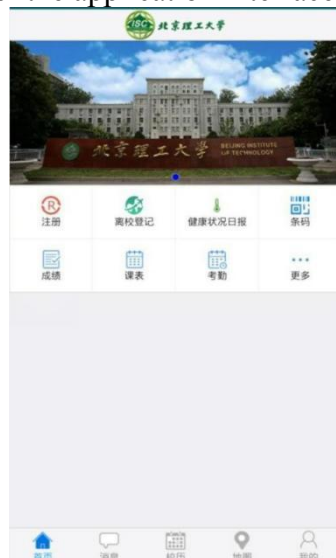 ISC 北京理工大学
北京理工大学 BEIJING INSTITUTE
OF TECHNOLOGY
注册 离校登记 健康状况日报 条码
成绩 课表 考勤 更多
首页 消息 校历 地图 我的